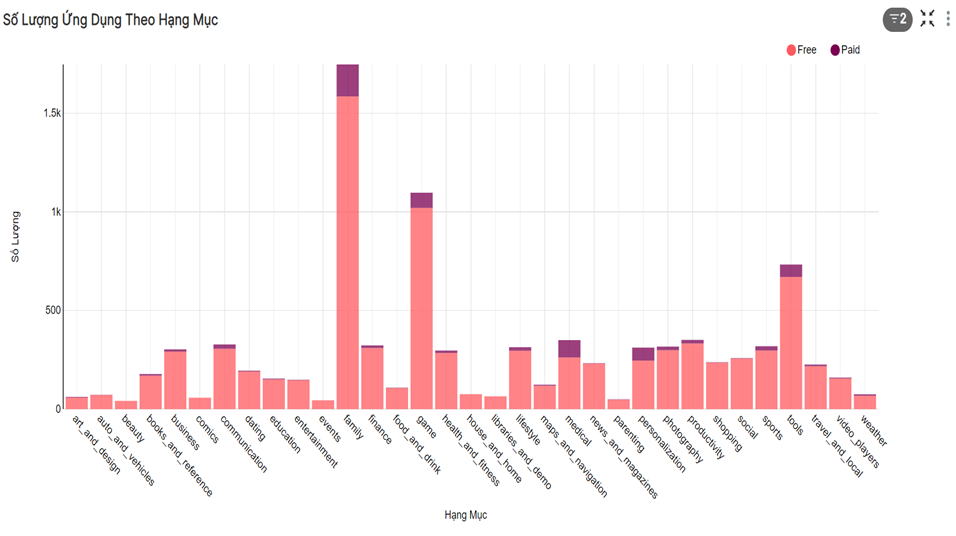 Số Lượng Ứng Dụng Theo Hạng Mục
2
Free
Paid
Số Lượng
1.5k
1k
500
0
art_and_design
auto_and_vehicles
beauty
books_and_reference
business
comics
communication
dating
education
entertainment
events
family
finance
food_and_drink
game
health_and_fitness
house_and_home
libraries_and_demo
lifestyle
maps_and_navigation
medical
news_and_magazines
parenting
personalization
photography
productivity
shopping
social
sports
tools
travel_and_local
video_players
weather
Hạng Mục